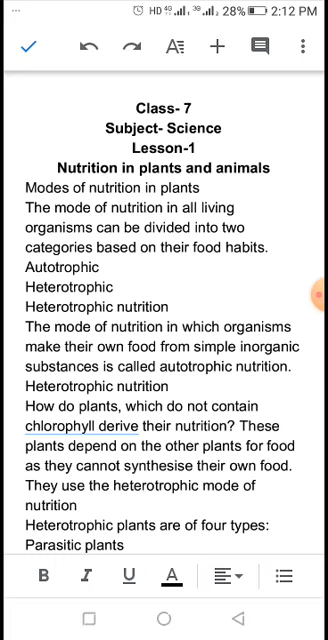 HD 4G 3G 28% 2:12 PM
A
Class- 7
Subject- Science
Lesson-1
Nutrition in plants and animals
Modes of nutrition in plants
The mode of nutrition in all living
organisms can be divided into two
categories based on their food habits.
Autotrophic
Heterotrophic
Heterotrophic nutrition
The mode of nutrition in which organisms
make their own food from simple inorganic
substances is called autotrophic nutrition.
Heterotrophic nutrition
How do plants, which do not contain
chlorophyll derive their nutrition? These
plants depend on the other plants for food
as they cannot synthesise their own food.
They use the heterotrophic mode of
nutrition
Heterotrophic plants are of four types:
Parasitic plants
B I U A